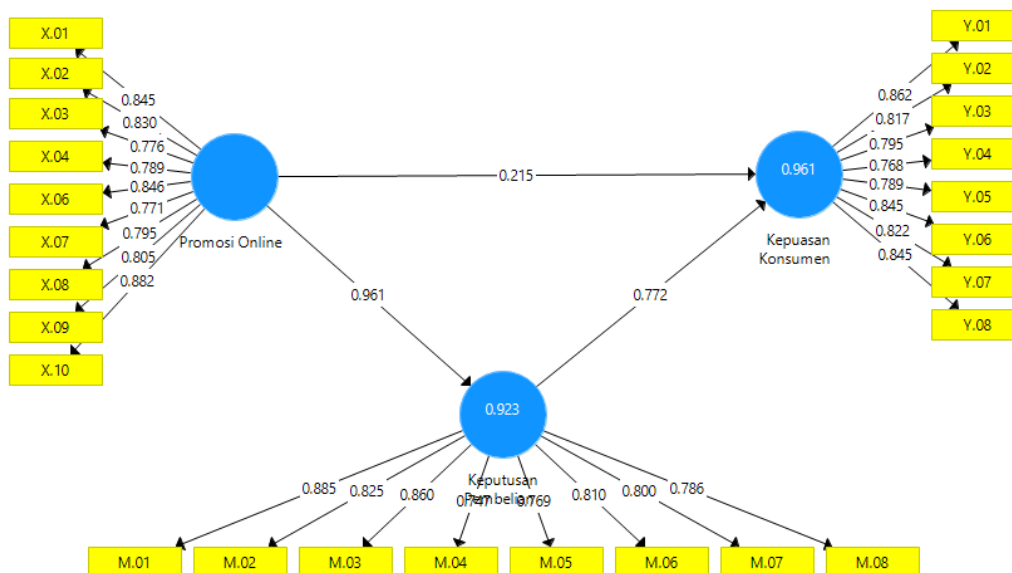 X.01
X.02
X.03
X.04
X.06
X.07
X.08
X.09
X.10
0.845
0.830
0.776
0.789
0.846
0.771
0.795
0.805
0.882
Promosi Online
0.215
0.961
0.772
0.961
Kepuasan
Konsumen
0.862
0.817
0.795
0.768
0.789
0.845
0.822
0.845
Y.01
Y.02
Y.03
Y.04
Y.05
Y.06
Y.07
Y.08
0.923
Keputusan
Pembelian
0.885
0.825
0.860
0.747
0.769
0.810
0.800
0.786
M.01
M.02
M.03
M.04
M.05
M.06
M.07
M.08